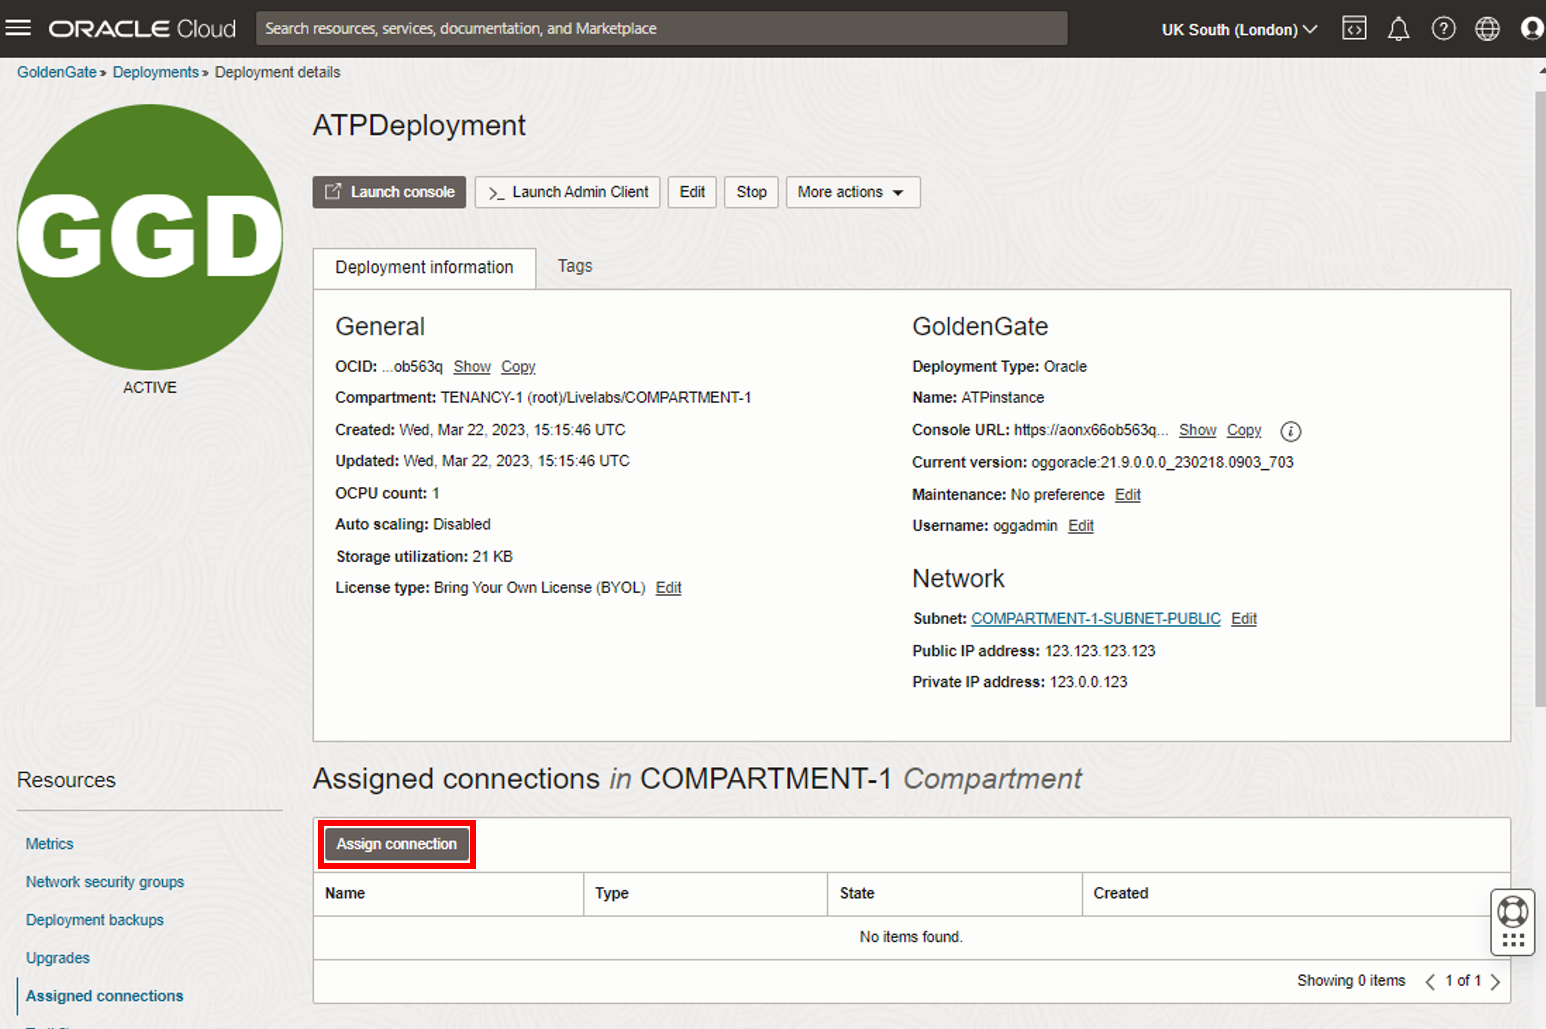 ORACLE Cloud
Search resources, services, documentation, and Marketplace
UK South (London)
GoldenGate » Deployments » Deployment details
GGD
ACTIVE
ATPDeployment
Launch console
>_ Launch Admin Client
Edit
Stop
More actions
Deployment information
Tags
General
OCID: ...ob563q Show Copy
Compartment: TENANCY-1 (root)/Livelabs/COMPARTMENT-1
Created: Wed, Mar 22, 2023, 15:15:46 UTC
Updated: Wed, Mar 22, 2023, 15:15:46 UTC
OCPU count: 1
Auto scaling: Disabled
Storage utilization: 21 KB
License type: Bring Your Own License (BYOL) Edit
GoldenGate
Deployment Type: Oracle
Name: ATPinstance
Console URL: https://aonx66ob563q... Show Copy
Current version: oggoracle:21.9.0.0.0_230218.0903_703
Maintenance: No preference Edit
Username: oggadmin Edit
Network
Subnet: COMPARTMENT-1-SUBNET-PUBLIC Edit
Public IP address: 123.123.123.123
Private IP address: 123.0.0.123
Resources
Metrics
Network security groups
Deployment backups
Upgrades
Assigned connections
Assigned connections in COMPARTMENT-1 Compartment
Assign connection
Name Type State Created
No items found.
Showing 0 items < 1 of 1 >